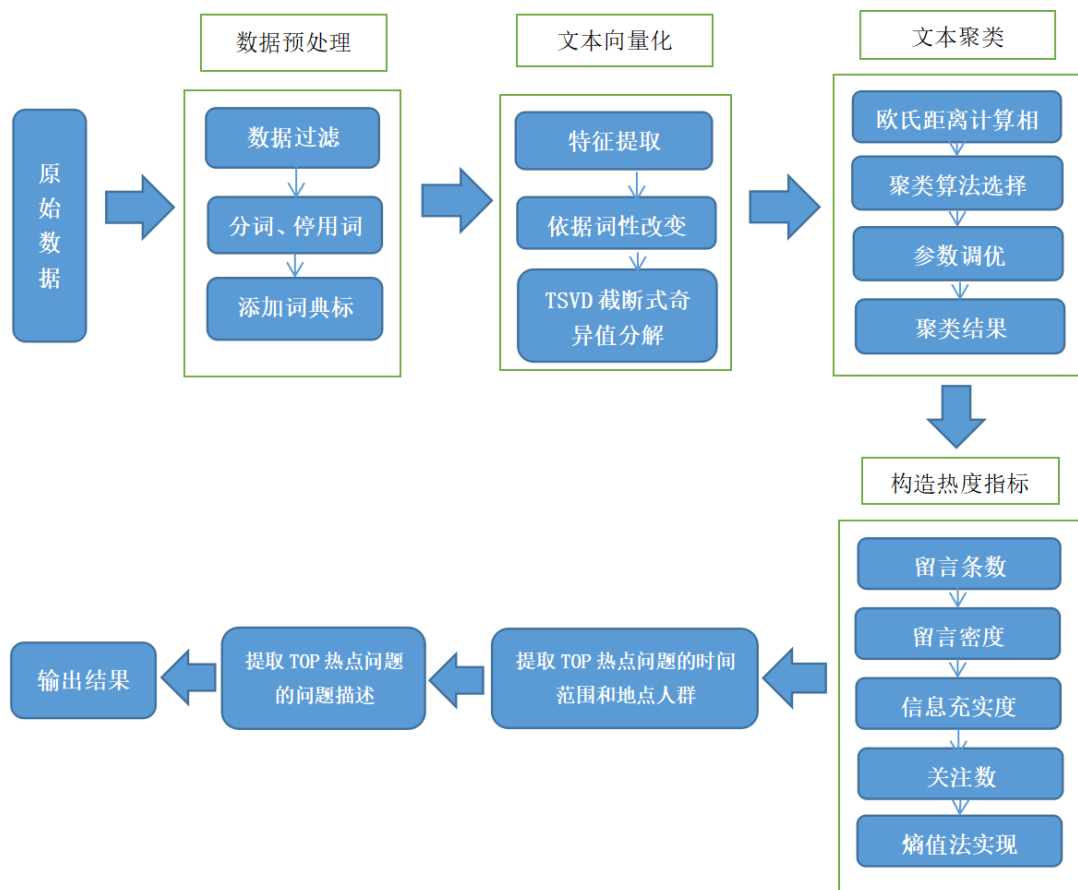 原始数据
数据预处理
数据过滤
分词、停用词
添加词典标
文本向量化
特征提取
依据词性改变
TSVD 截断式奇
异值分解
文本聚类
欧氏距离计算相
聚类算法选择
参数调优
聚类结果
构造热度指标
留言条数
留言密度
信息充实度
关注数
熵值法实现
提取 TOP 热点问题的时间
范围和地点人群
提取 TOP 热点问题
的问题描述
输出结果